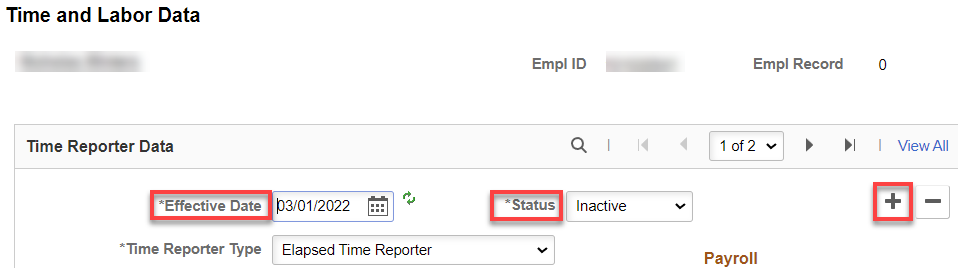 Time and Labor Data
Empl ID Empl Record 0
Time Reporter Data 1 of 2 View All
*Effective Date 03/01/2022 *Status Inactive
*Time Reporter Type Elapsed Time Reporter
Payroll